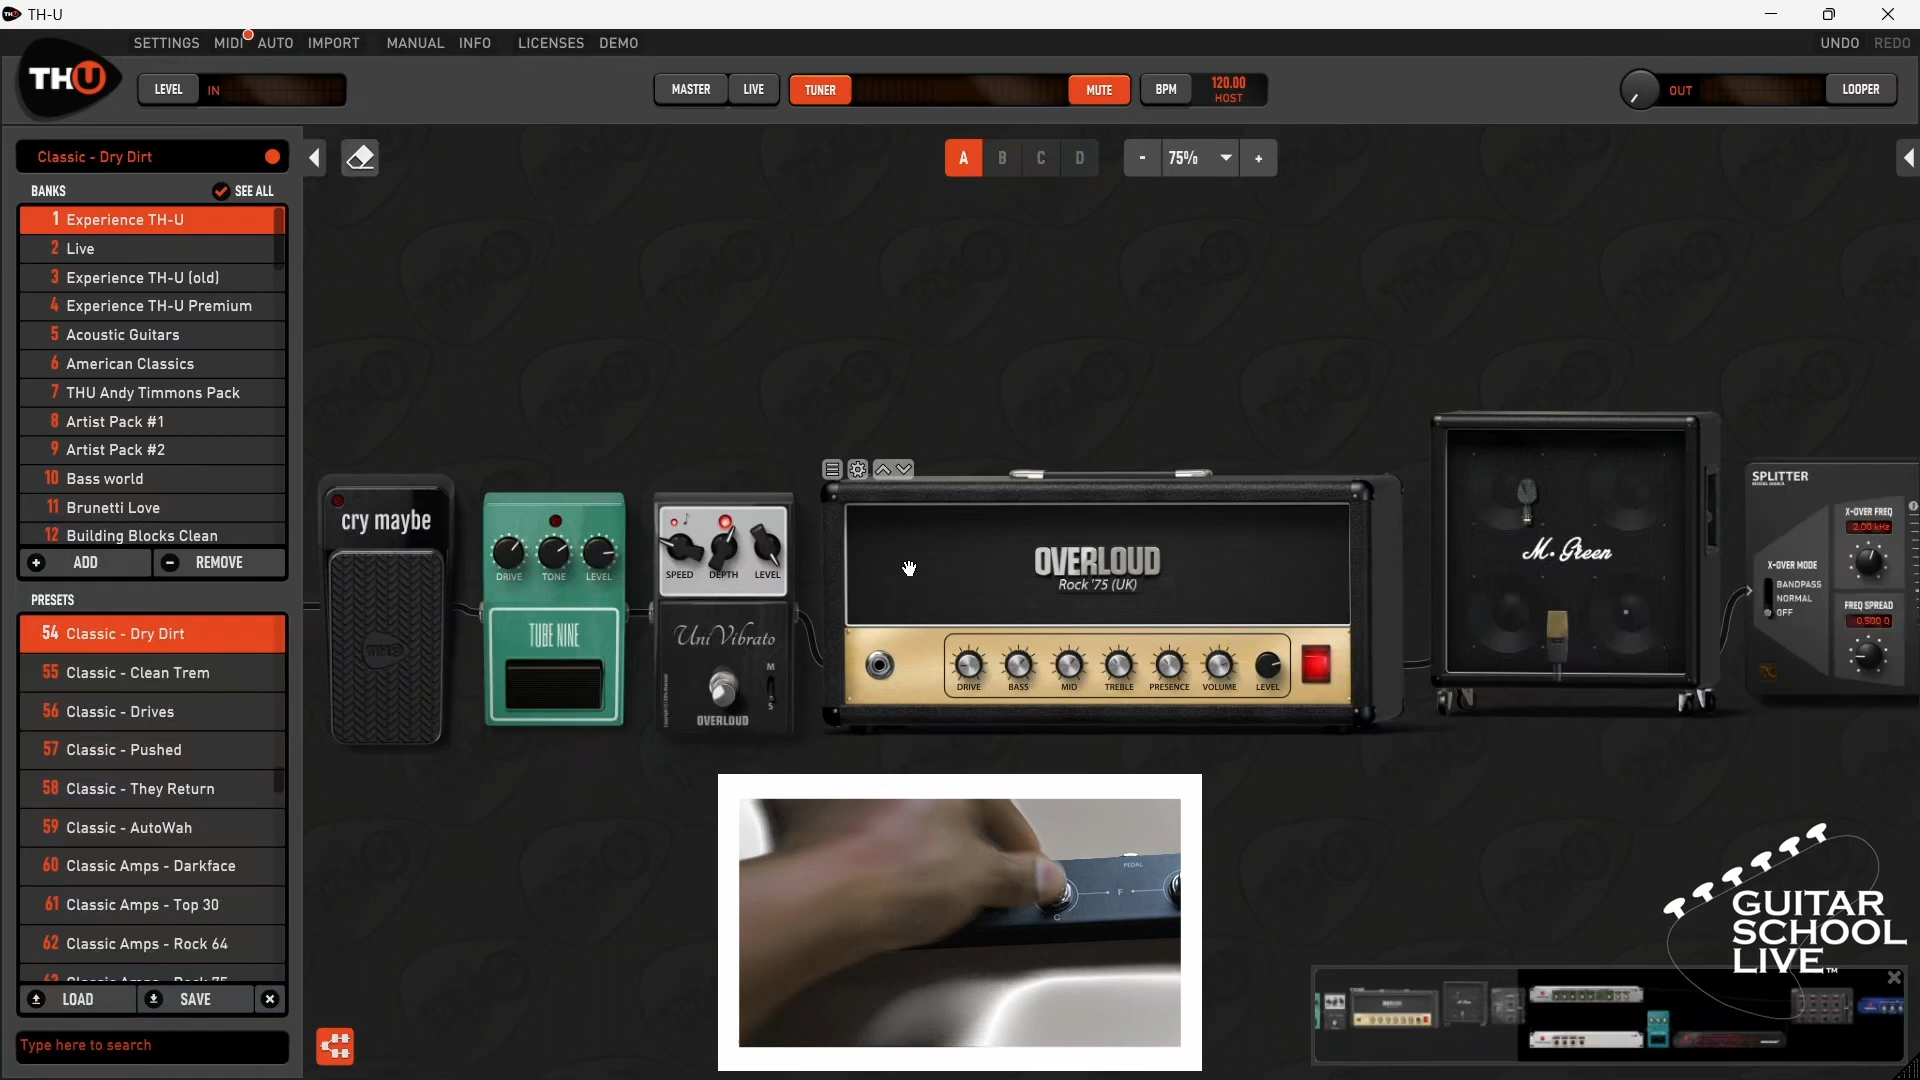 TH-U
SETTINGS MIDI AUTO IMPORT MANUAL INFO LICENSES DEMO
UNDO REDO
THU
LEVEL IN
MASTER LIVE TUNER MUTE BPM 120.00
HOST
OUT LOOPER
Classic - Dry Dirt
A B C D - 75% +
BANKS SEE ALL
1 Experience TH-U
2 Live
3 Experience TH-U (old)
4 Experience TH-U Premium
5 Acoustic Guitars
6 American Classics
7 THU Andy Timmons Pack
8 Artist Pack #1
9 Artist Pack #2
10 Bass world
11 Brunetti Love
12 Building Blocks Clean
+ ADD - REMOVE
PRESETS
54 Classic - Dry Dirt
55 Classic - Clean Trem
56 Classic - Drives
57 Classic - Pushed
58 Classic - They Return
59 Classic - AutoWah
60 Classic Amps - Darkface
61 Classic Amps - Top 30
62 Classic Amps - Rock 64
LOAD SAVE
Type here to search
cry maybe
DRIVE TONE LEVEL
TUBE NINE
SPEED DEPTH LEVEL
UniVibrato
M
S
OVERLOUD
OVERLOUD
Rock '75 (UK)
DRIVE BASS MID TREBLE PRESENCE VOLUME LEVEL
M. Green
SPLITTER
X-OVER FREQ
2.00 kHz
X-OVER MODE
BANDPASS
NORMAL
OFF
FREQ SPREAD
0.500 O
PEDAL
F
C
GUITAR
SCHOOL
LIVE™